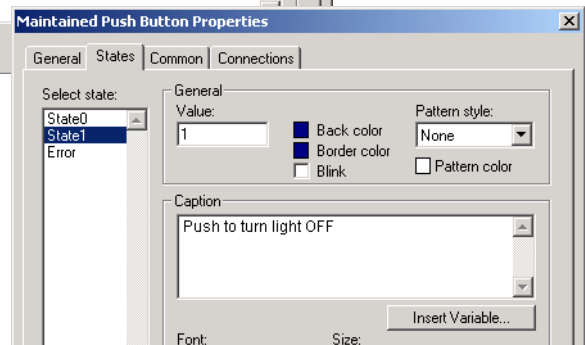 Maintained Push Button Properties
General States Common Connections
Select state:
State0
State1
Error
General
Value:
1
Back color
Border color
Blink
Pattern style:
None
Pattern color
Caption
Push to turn light OFF
Insert Variable...
Font: Size: